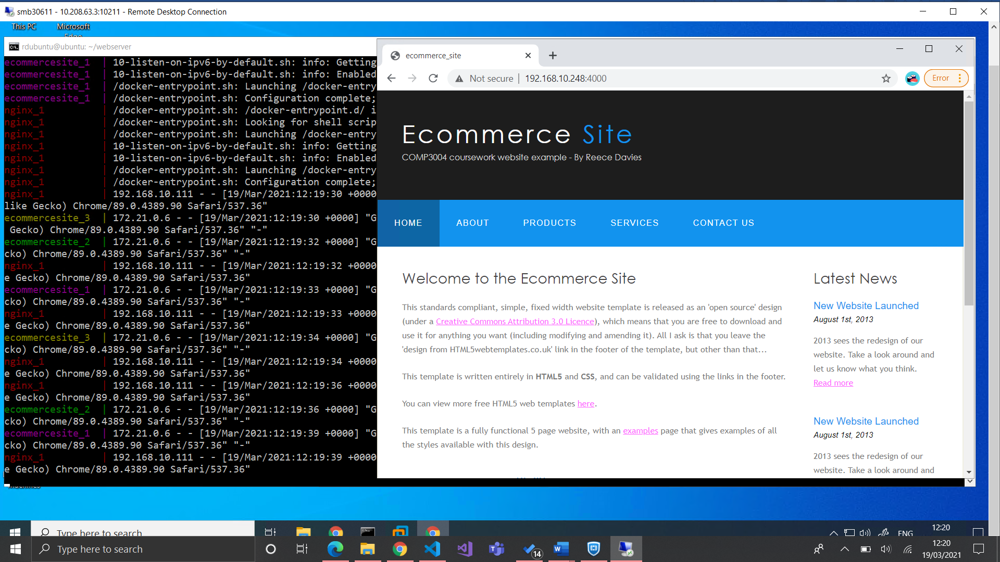 smb30611 - 10.208.63.3:10211 - Remote Desktop Connection
This PC
Microsoft
Edge
rdubuntu@ubuntu: ~/webserver
ecommercesite_1 | 10-listen-on-ipv6-by-default.sh: info: Getting
ecommercesite_1 | 10-listen-on-ipv6-by-default.sh: info: Enabled
ecommercesite_1 | /docker-entrypoint.sh: Launching /docker-entry
ecommercesite_1 | /docker-entrypoint.sh: Configuration complete;
nginx_1 | /docker-entrypoint.sh: /docker-entrypoint.d/ i
nginx_1 | /docker-entrypoint.sh: Looking for shell scrip
nginx_1 | /docker-entrypoint.sh: Launching /docker-entry
nginx_1 | 10-listen-on-ipv6-by-default.sh: info: Getting
nginx_1 | 10-listen-on-ipv6-by-default.sh: info: Enabled
nginx_1 | /docker-entrypoint.sh: Launching /docker-entry
nginx_1 | /docker-entrypoint.sh: Configuration complete;
nginx_1 | 192.168.10.111 - - [19/Mar/2021:12:19:30 +0000
like Gecko) Chrome/89.0.4389.90 Safari/537.36"
ecommercesite_3 | 172.21.0.6 - - [19/Mar/2021:12:19:30 +0000] "G
Gecko) Chrome/89.0.4389.90 Safari/537.36" "-"
ecommercesite_2 | 172.21.0.6 - - [19/Mar/2021:12:19:32 +0000] "G
cko) Chrome/89.0.4389.90 Safari/537.36" "-"
nginx_1 | 192.168.10.111 - - [19/Mar/2021:12:19:32 +0000
e Gecko) Chrome/89.0.4389.90 Safari/537.36"
ecommercesite_1 | 172.21.0.6 - - [19/Mar/2021:12:19:33 +0000] "G
cko) Chrome/89.0.4389.90 Safari/537.36" "-"
nginx_1 | 192.168.10.111 - - [19/Mar/2021:12:19:33 +0000
e Gecko) Chrome/89.0.4389.90 Safari/537.36"
ecommercesite_3 | 172.21.0.6 - - [19/Mar/2021:12:19:34 +0000] "G
cko) Chrome/89.0.4389.90 Safari/537.36" "-"
nginx_1 | 192.168.10.111 - - [19/Mar/2021:12:19:34 +0000
e Gecko) Chrome/89.0.4389.90 Safari/537.36"
nginx_1 | 192.168.10.111 - - [19/Mar/2021:12:19:36 +0000
e Gecko) Chrome/89.0.4389.90 Safari/537.36"
ecommercesite_2 | 172.21.0.6 - - [19/Mar/2021:12:19:36 +0000] "G
cko) Chrome/89.0.4389.90 Safari/537.36" "-"
ecommercesite_1 | 172.21.0.6 - - [19/Mar/2021:12:19:39 +0000] "G
cko) Chrome/89.0.4389.90 Safari/537.36" "-"
nginx_1 | 192.168.10.111 - - [19/Mar/2021:12:19:39 +0000
e Gecko) Chrome/89.0.4389.90 Safari/537.36"
ecommerce_site
Not secure | 192.168.10.248:4000
Error
Ecommerce Site
COMP3004 coursework website example - By Reece Davies
HOME ABOUT PRODUCTS SERVICES CONTACT US
Welcome to the Ecommerce Site
This standards compliant, simple, fixed width website template is released as an 'open source' design
(under a Creative Commons Attribution 3.0 Licence), which means that you are free to download and
use it for anything you want (including modifying and amending it). All I ask is that you leave the
'design from HTML5webtemplates.co.uk' link in the footer of the template, but other than that...
This template is written entirely in HTML5 and CSS, and can be validated using the links in the footer.
You can view more free HTML5 web templates here.
This template is a fully functional 5 page website, with an examples page that gives examples of all
the styles available with this design.
Latest News
New Website Launched
August 1st, 2013
2013 sees the redesign of our
website. Take a look around and
let us know what you think.
Read more
New Website Launched
August 1st, 2013
2013 sees the redesign of our
website. Take a look around and
Type here to search
ENG
12:20
Type here to search
14
12:20
19/03/2021